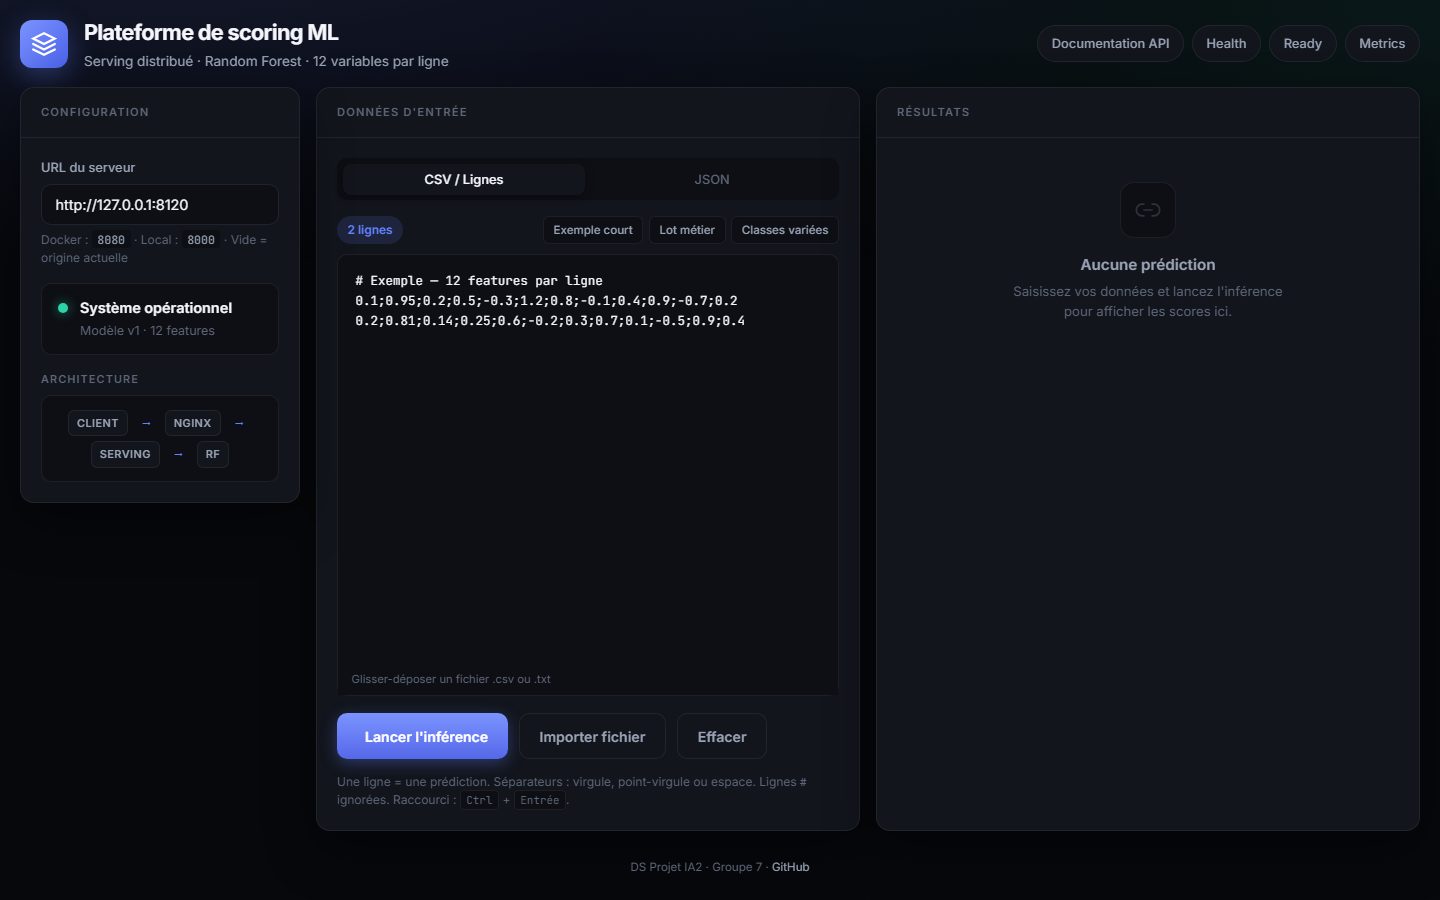 Plateforme de scoring ML
Serving distribué · Random Forest · 12 variables par ligne
Documentation API
Health
Ready
Metrics
CONFIGURATION
URL du serveur
http://127.0.0.1:8120
Docker : 8080 · Local : 8000 · Vide =
origine actuelle
Système opérationnel
Modèle v1 · 12 features
ARCHITECTURE
CLIENT → NGINX →
SERVING → RF
DONNÉES D'ENTRÉE
CSV / Lignes
JSON
2 lignes
Exemple court
Lot métier
Classes variées
# Exemple — 12 features par ligne
0.1;0.95;0.2;0.5;-0.3;1.2;0.8;-0.1;0.4;0.9;-0.7;0.2
0.2;0.81;0.14;0.25;0.6;-0.2;0.3;0.7;0.1;-0.5;0.9;0.4
Glisser-déposer un fichier .csv ou .txt
Lancer l'inférence
Importer fichier
Effacer
Une ligne = une prédiction. Séparateurs : virgule, point-virgule ou espace. Lignes #
ignorées. Raccourci : Ctrl + Entrée.
RÉSULTATS
Aucune prédiction
Saisissez vos données et lancez l'inférence
pour afficher les scores ici.
DS Projet IA2 · Groupe 7 · GitHub